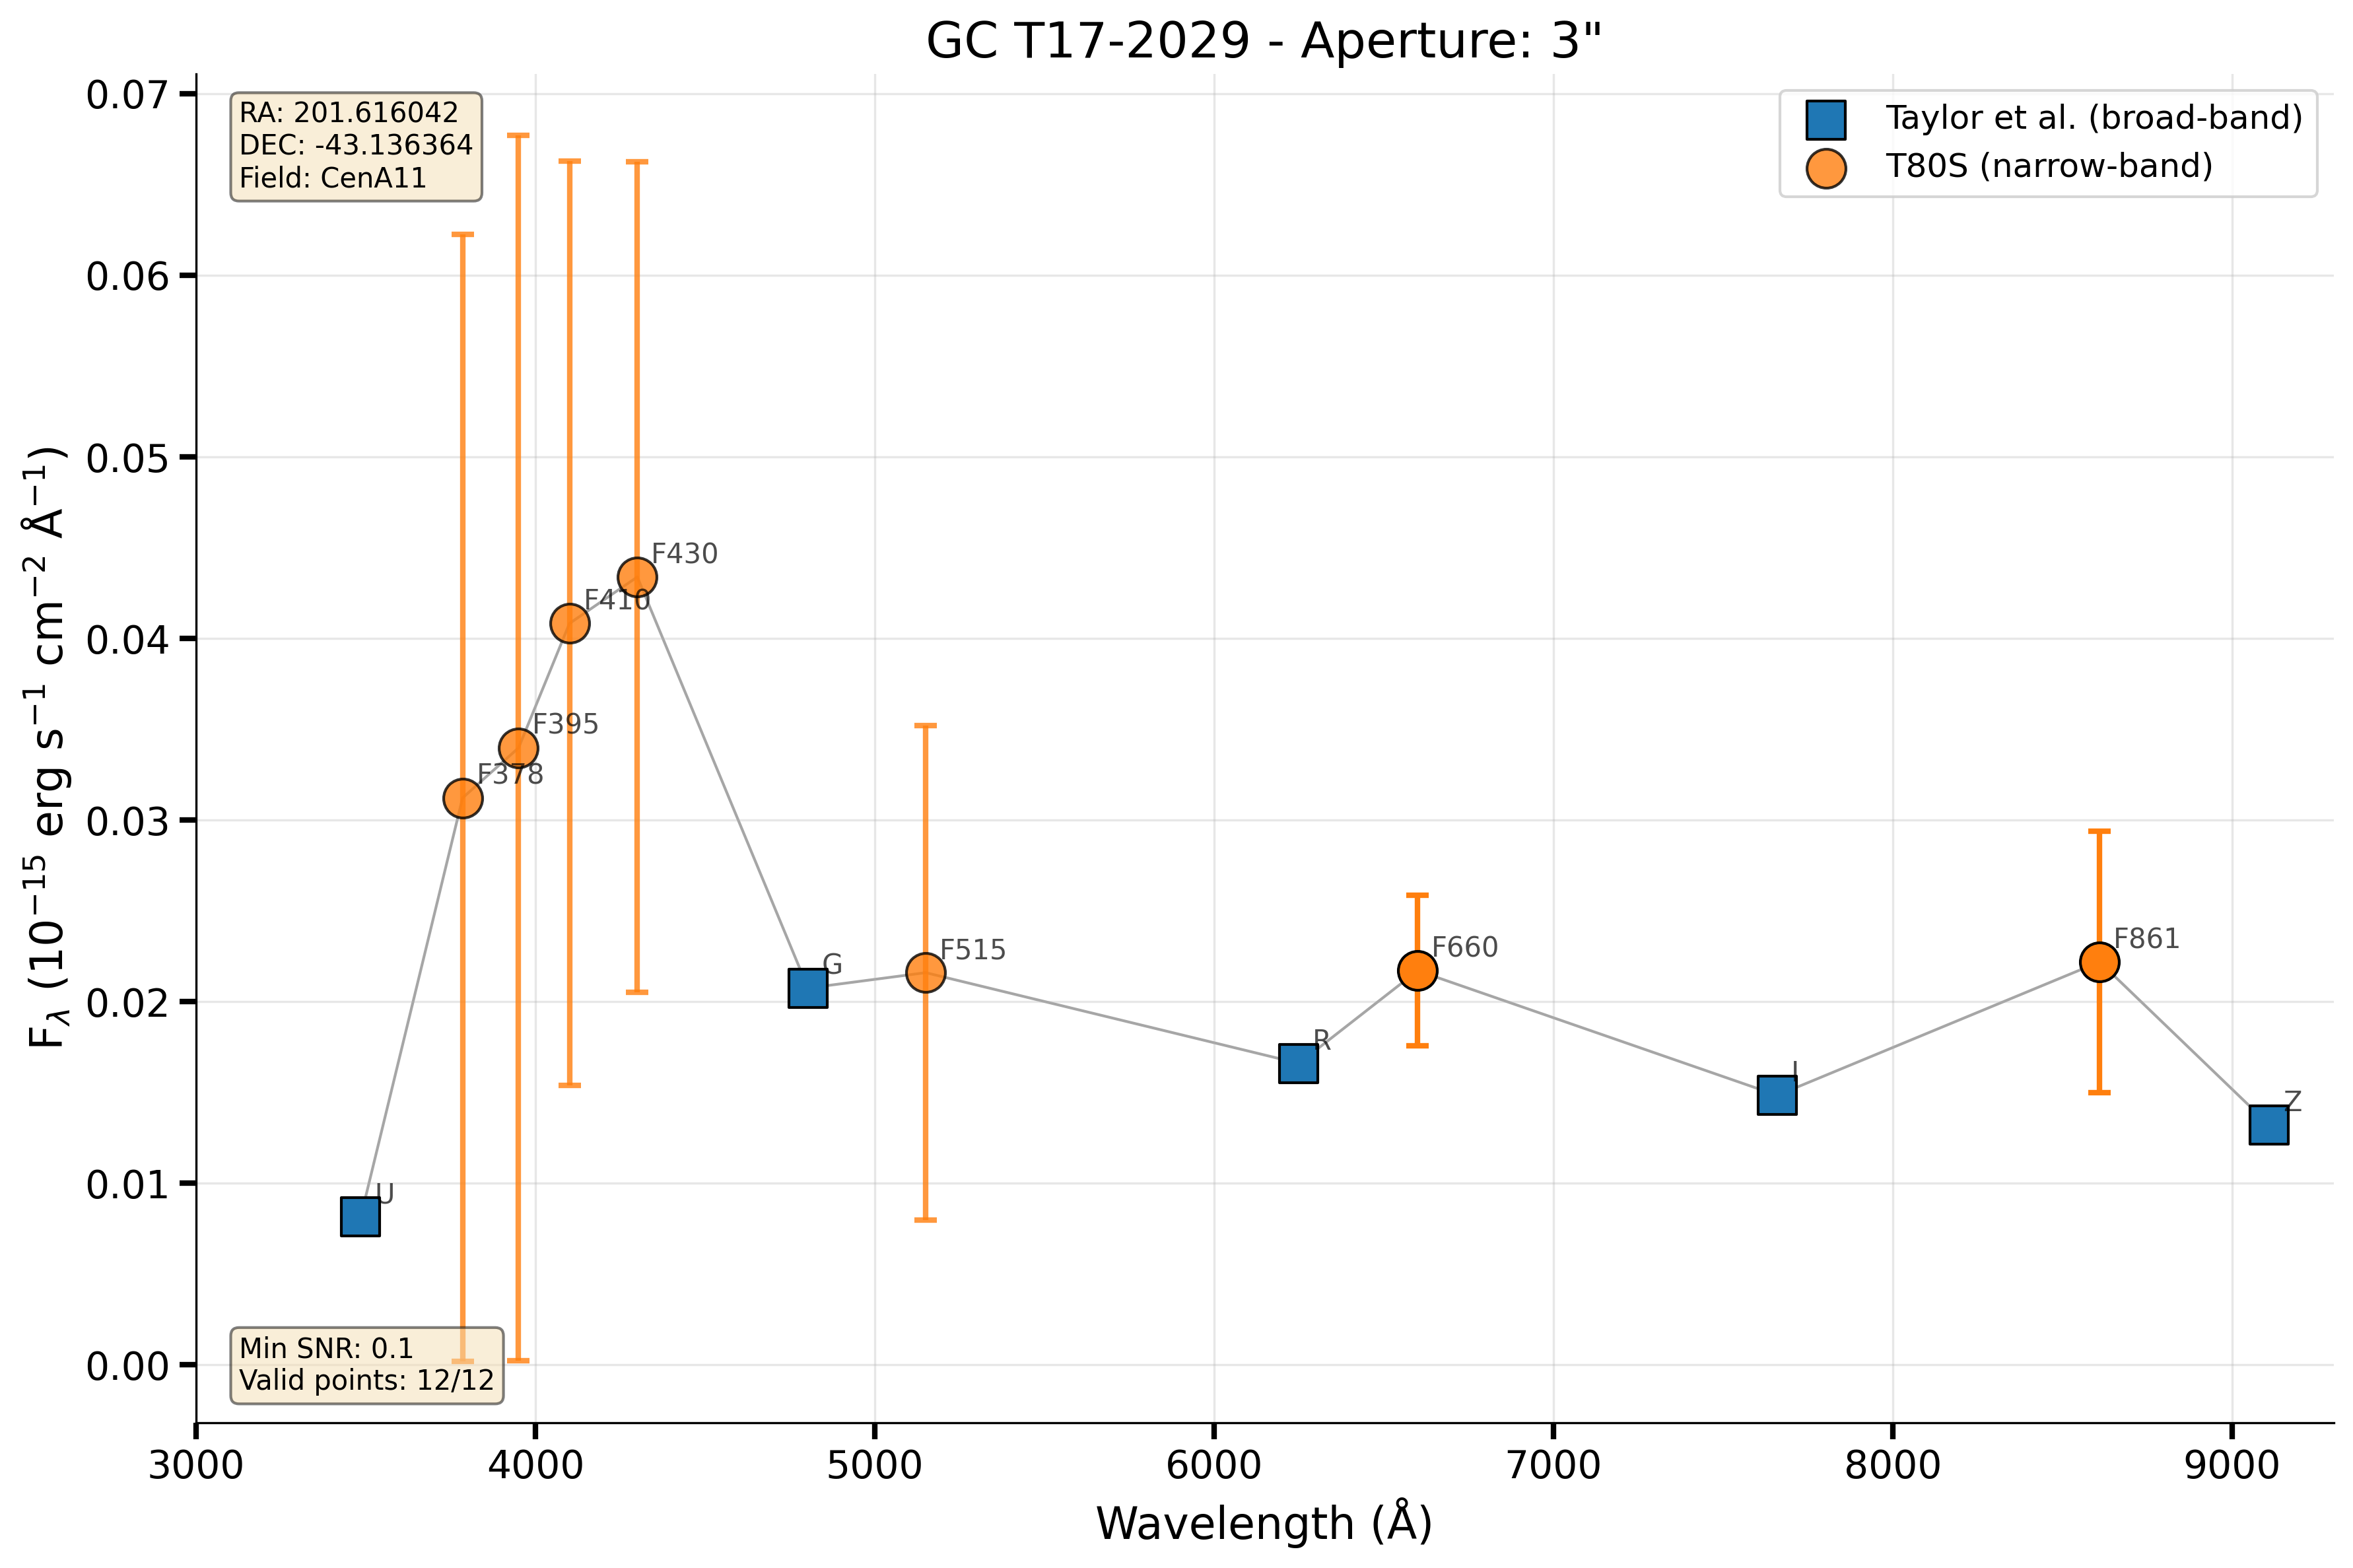 GC T17-2029 - Aperture: 3"
RA: 201.616042
DEC: -43.136364
Field: CenA11
Taylor et al. (broad-band)
T80S (narrow-band)
0.07
0.06
0.05
0.04
0.03
0.02
0.01
0.00
F_λ (10⁻¹⁵ erg s⁻¹ cm⁻² Å⁻¹)
U
F378
F395
F410
F430
G
F515
R
F660
I
F861
Z
Min SNR: 0.1
Valid points: 12/12
3000
4000
5000
6000
7000
8000
9000
Wavelength (Å)